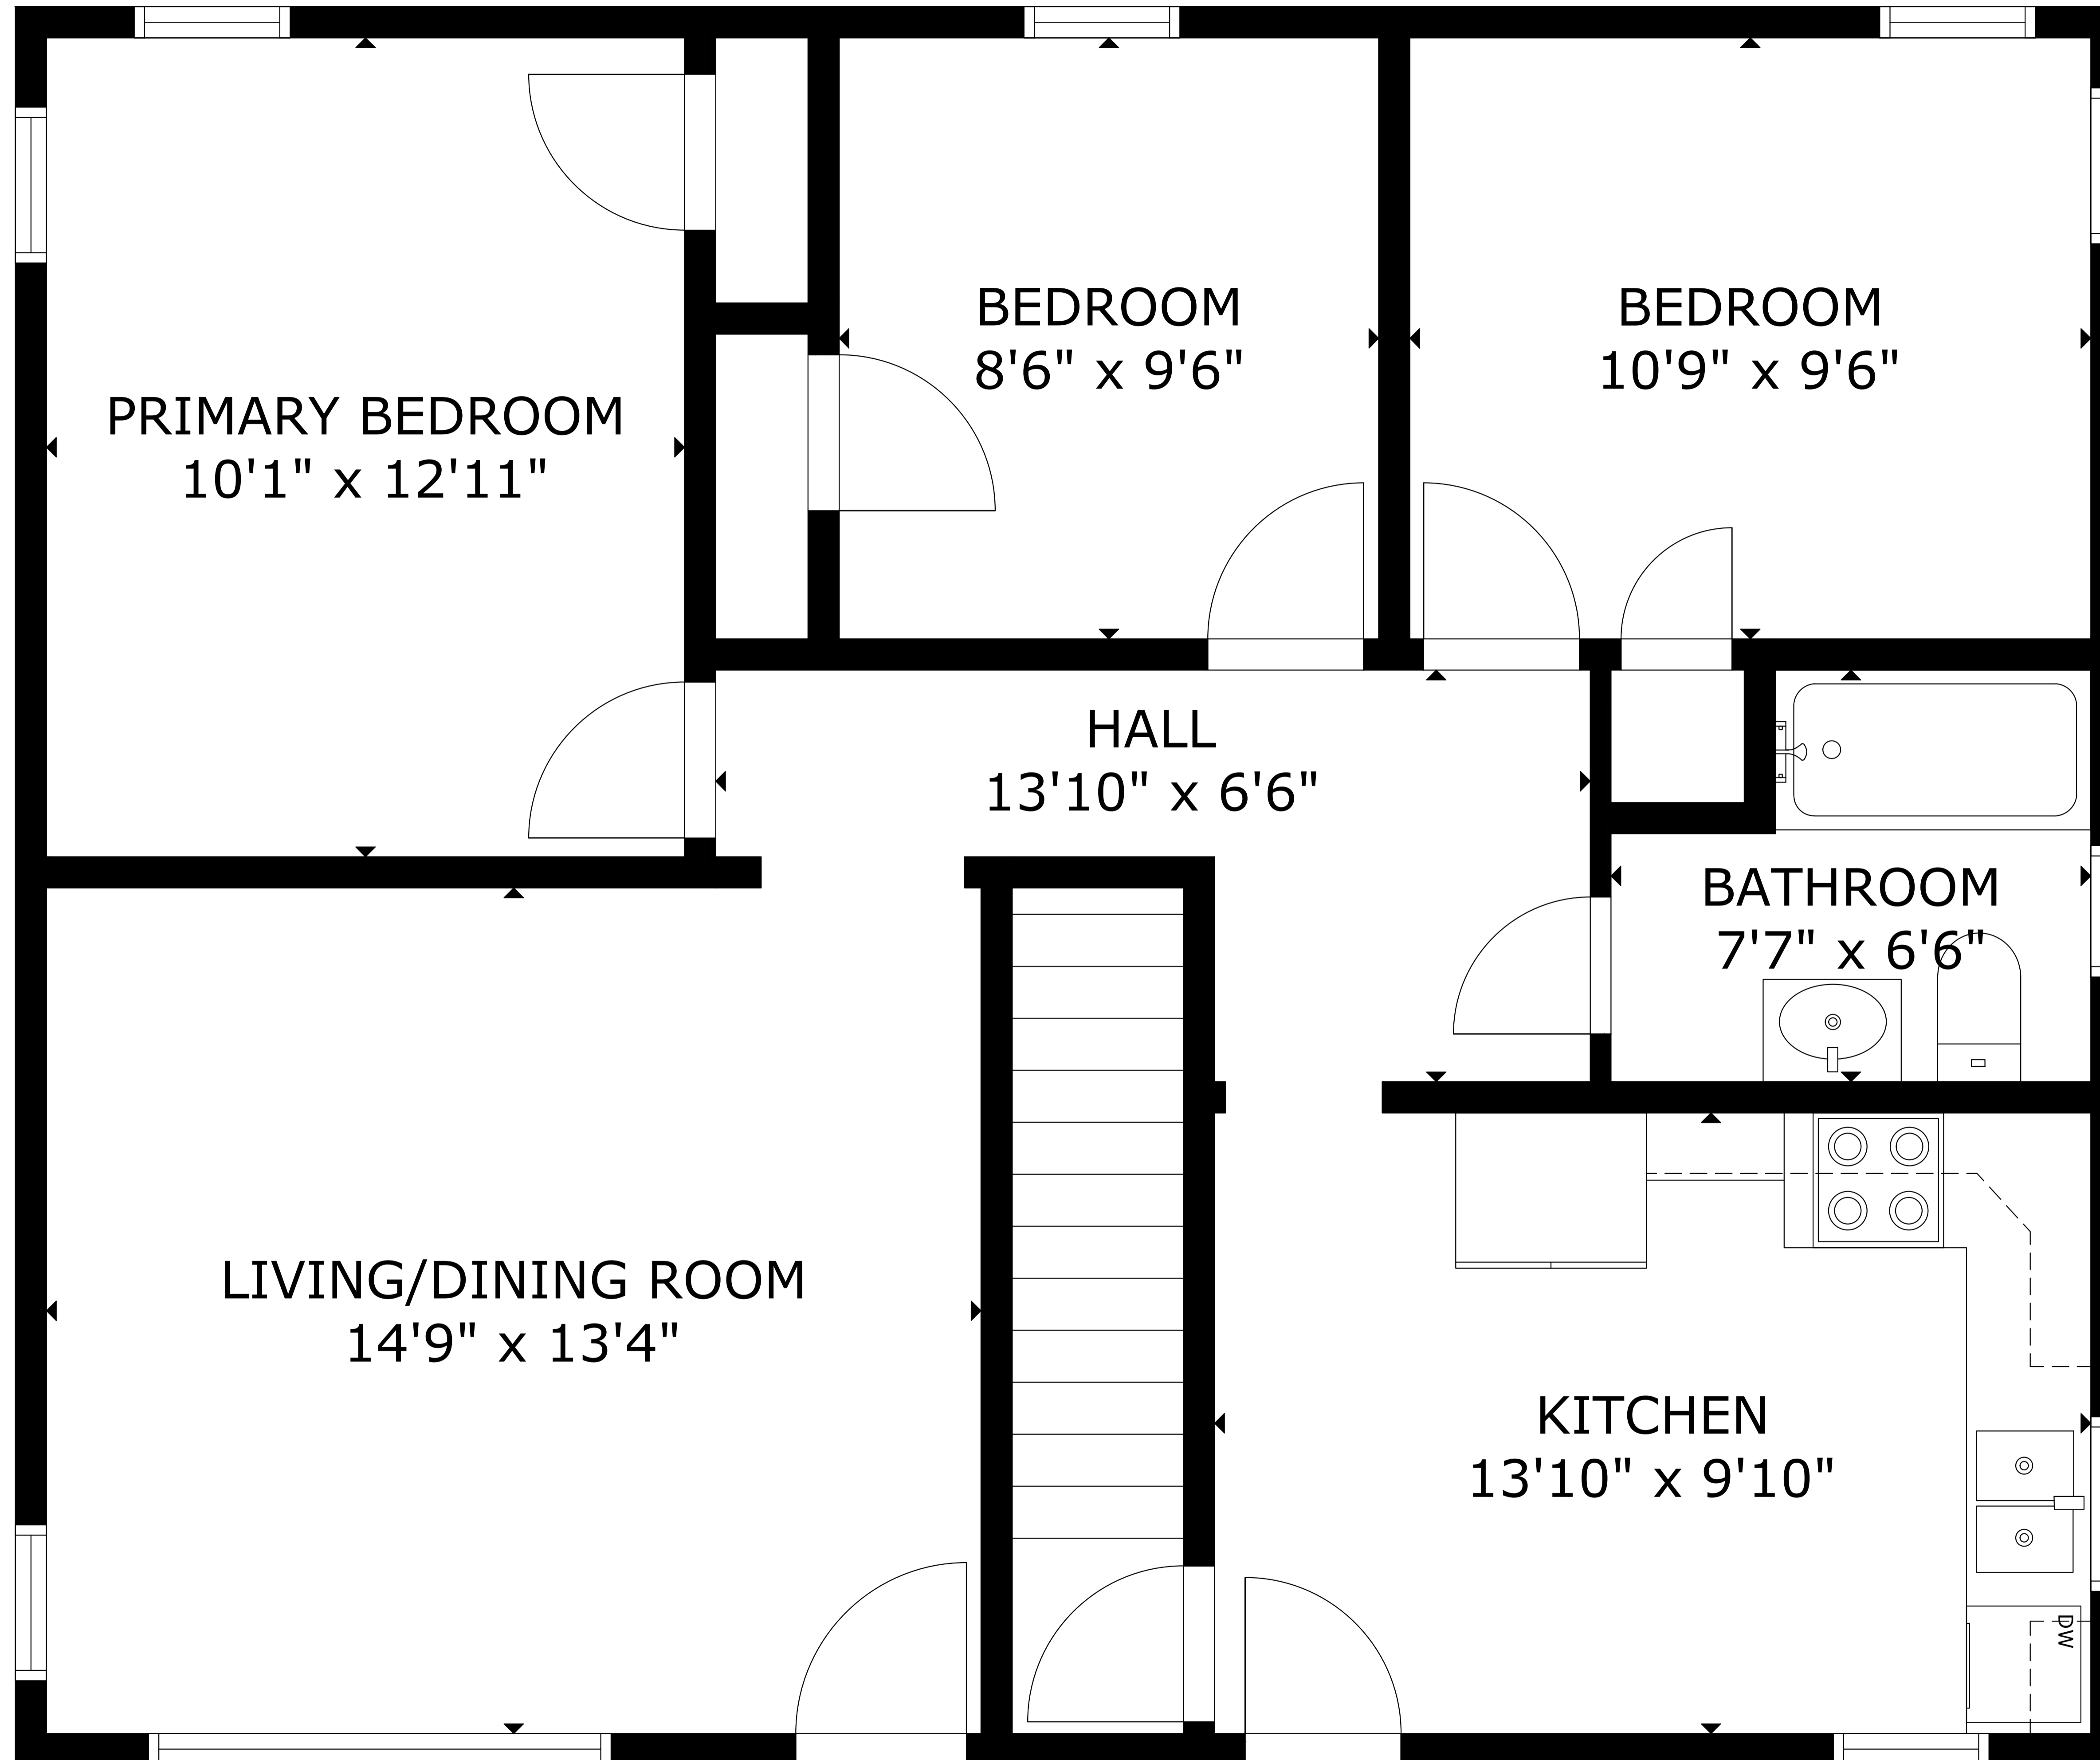 BEDROOM
8'6" x 9'6"
BEDROOM
10'9" x 9'6"
PRIMARY BEDROOM
10'1" x 12'11"
HALL
13'10" x 6'6"
BATHROOM
7'7" x 6'6"
LIVING/DINING ROOM
14'9" x 13'4"
KITCHEN
13'10" x 9'10"
DW